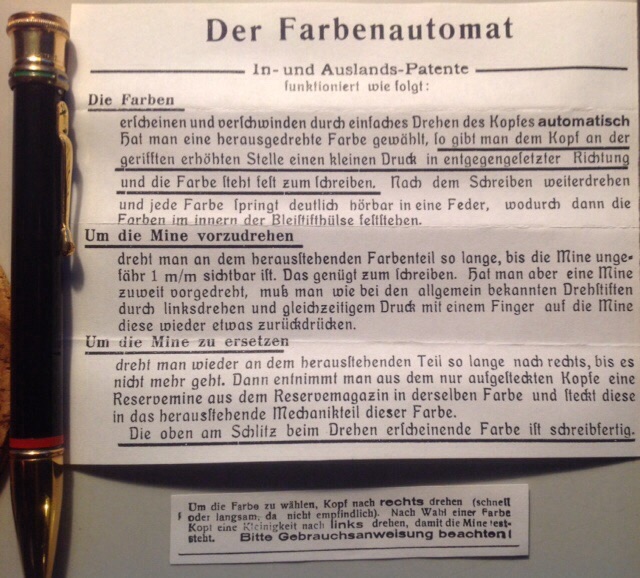 Der Farbenautomat
In- und Auslands-Patente
funktioniert wie folgt:
Die Farben
erſcheinen und verſchwinden durch einfaches Drehen des Kopfes automatisch
Hat man eine herausgedrehte Farbe gewählt, ſo gibt man dem Kopf an der
gerifften erhöhten Stelle einen kleinen Druck in entgegengeſetzter Richtung
und die Farbe ſteht feſt zum ſchreiben. Nach dem Schreiben weiterdrehen
und jede Farbe ſpringt deutlich hörbar in eine Feder, wodurch dann die
Farben im innern der Bleiſtifthülse feſtſtehen.
Um die Mine vorzudrehen
dreht man an dem herausſtehenden Farbenteil so lange, bis die Mine unge-
fähr 1 m/m sichtbar iſt. Das genügt zum ſchreiben. Hat man aber eine Mine
zuweit vorgedreht, muß man wie bei den allgemein bekannten Drehſtiften
durch linksdrehen und gleichzeitigem Druck mit einem Finger auf die Mine
diese wieder etwas zurückdrücken.
Um die Mine zu ersetzen
dreht man wieder an dem herausſtehenden Teil so lange nach rechts, bis es
nicht mehr geht. Dann entnimmt man aus dem nur aufgeſteckten Kopfe eine
Reservemine aus dem Reservemagazin in derselben Farbe und ſteckt diese
in das herausſtehende Mechanikteil dieser Farbe.
Die oben am Schlitz beim Drehen erſcheinende Farbe iſt schreibfertig.
Um die Farbe zu wählen, Kopf nach rechts drehen (schnell
oder langsam, da nicht empfindlich). Nach Wahl einer Farbe
Kopf eine Kleinigkeit nach links drehen, damit die Mine fest-
steht. Bitte Gebrauchsanweisung beachten!